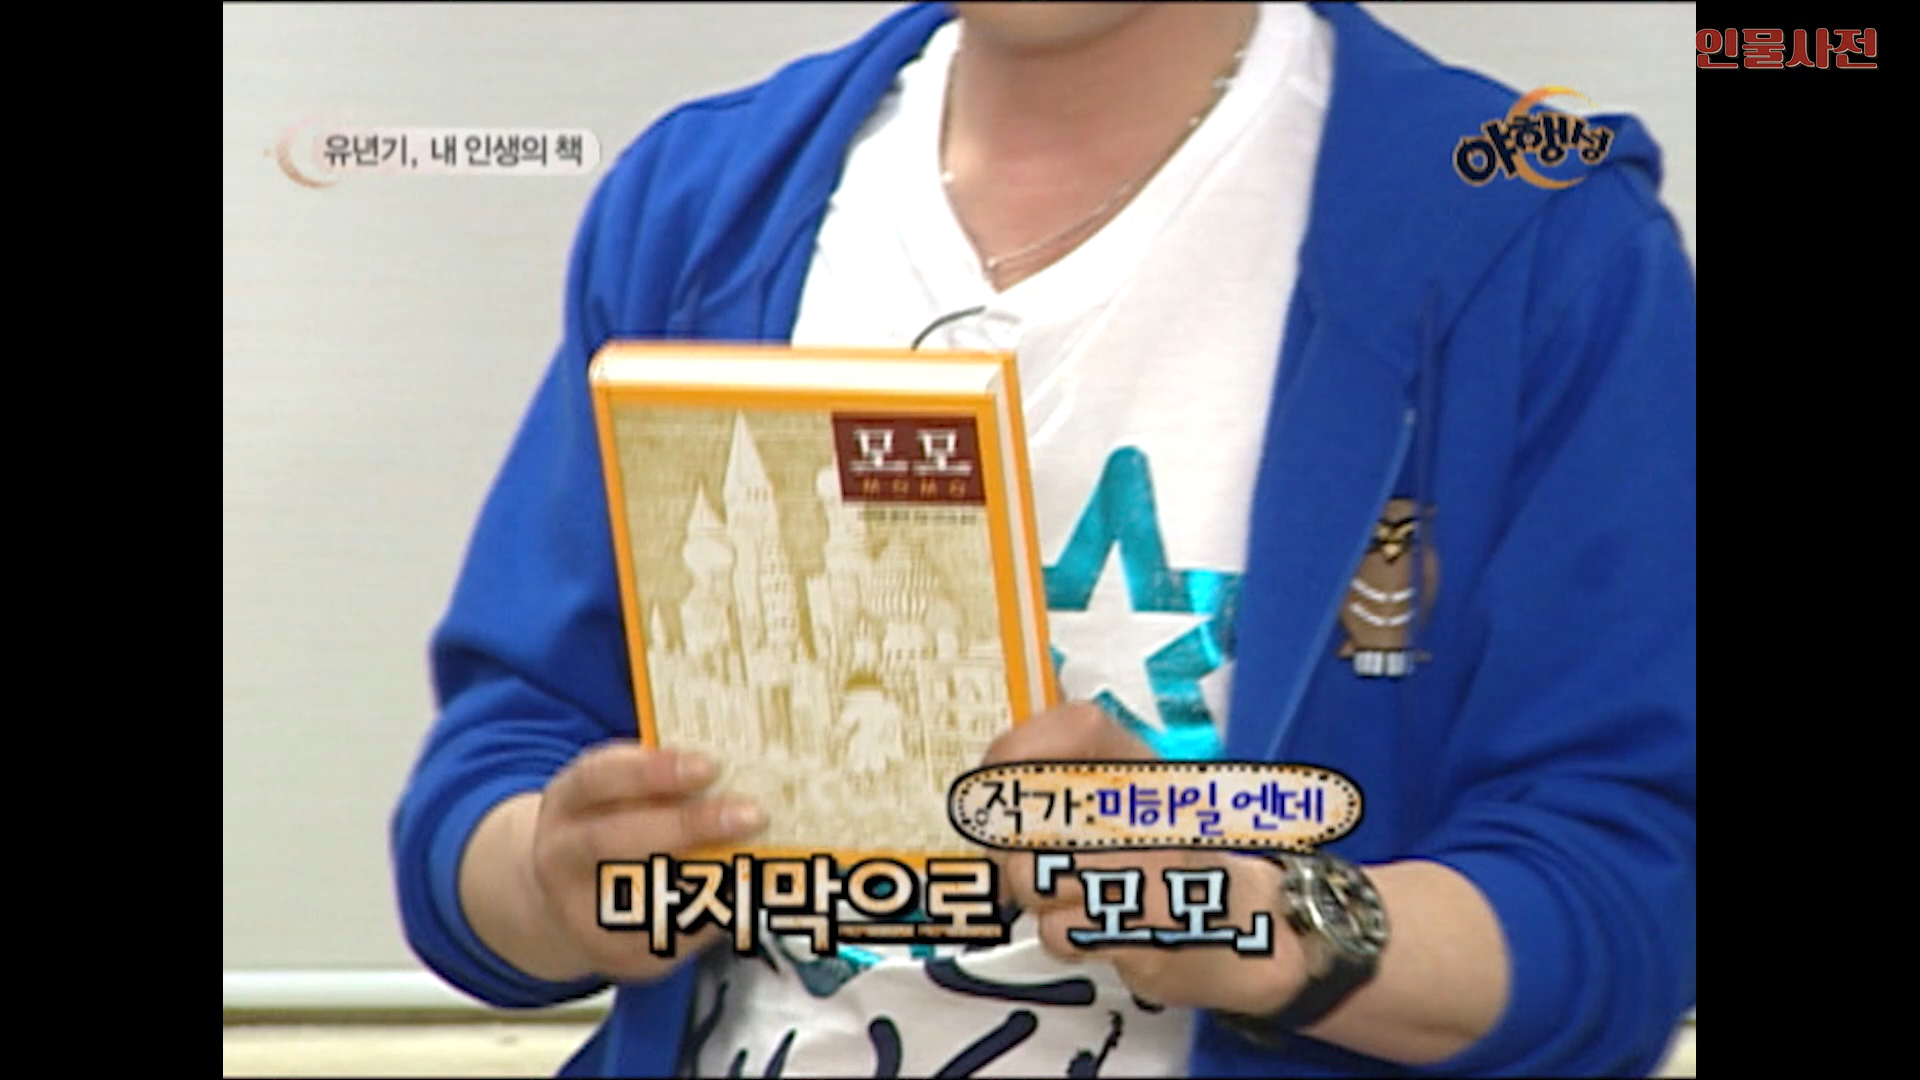 인물사전
유년기, 내 인생의 책
야행성
모모
MOMO
작가:미하일 엔데
마지막으로 「모모」